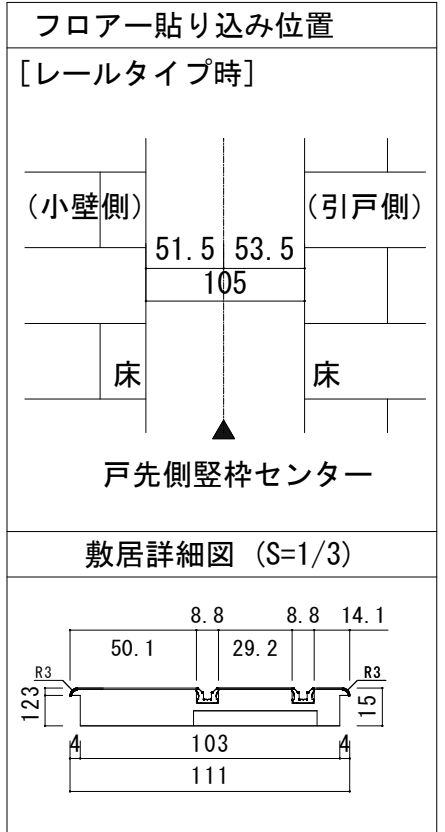 フロアー貼り込み位置
[レールタイプ時]
(小壁側) (引戸側)
51.5 53.5
105
床 床
戸先側竪枠センター
敷居詳細図 (S=1/3)
8.8 8.8 14.1
50.1 29.2
R3 R3
123 15
4 103 4
111